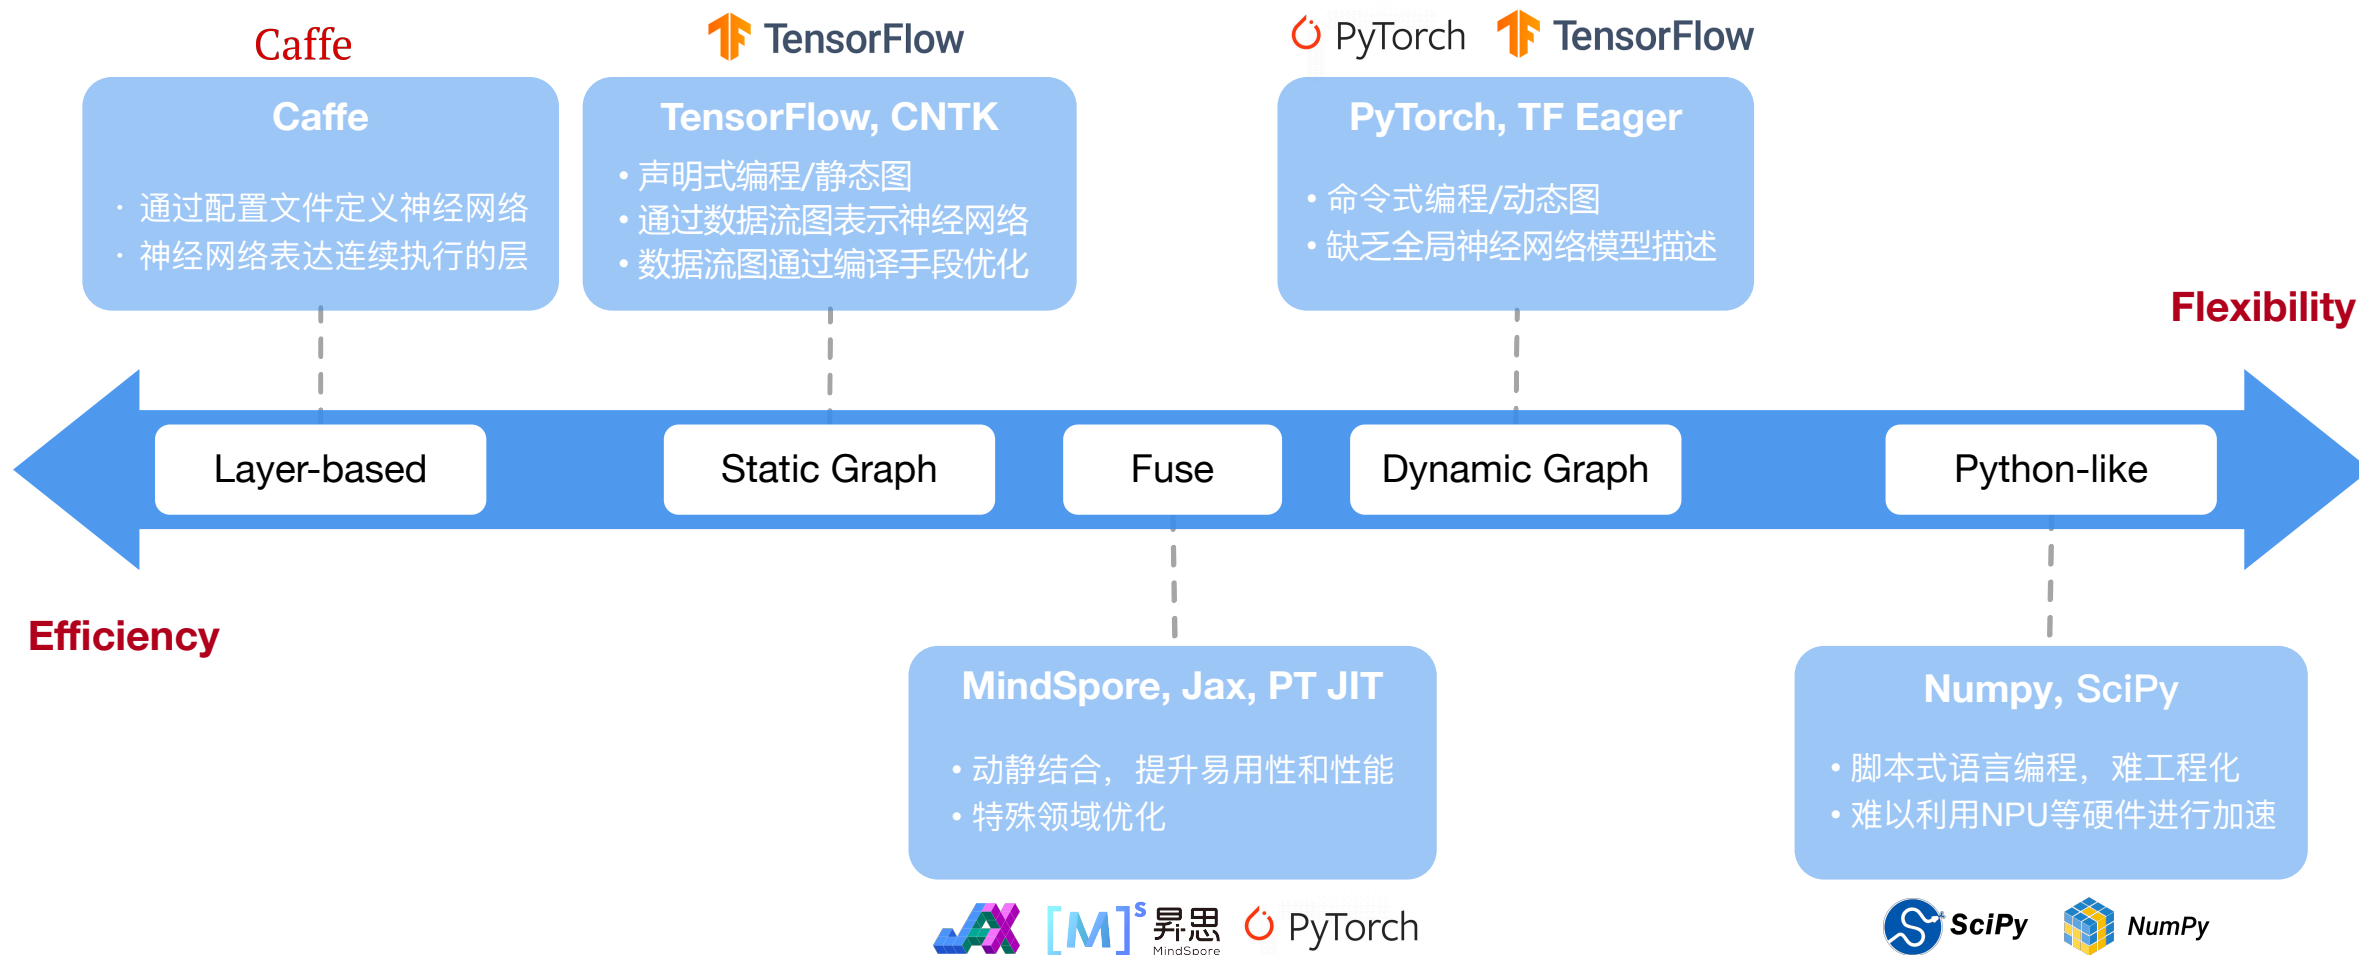 Caffe
TensorFlow
PyTorch
TensorFlow
Caffe
· 通过配置文件定义神经网络
· 神经网络表达连续执行的层
TensorFlow, CNTK
• 声明式编程/静态图
• 通过数据流图表示神经网络
• 数据流图通过编译手段优化
PyTorch, TF Eager
• 命令式编程/动态图
• 缺乏全局神经网络模型描述
Flexibility
Layer-based
Static Graph
Fuse
Dynamic Graph
Python-like
Efficiency
MindSpore, Jax, PT JIT
• 动静结合，提升易用性和性能
• 特殊领域优化
Numpy, SciPy
• 脚本式语言编程，难工程化
• 难以利用NPU等硬件进行加速
JAX
[M]s
昇思
MindSpore
PyTorch
SciPy
NumPy